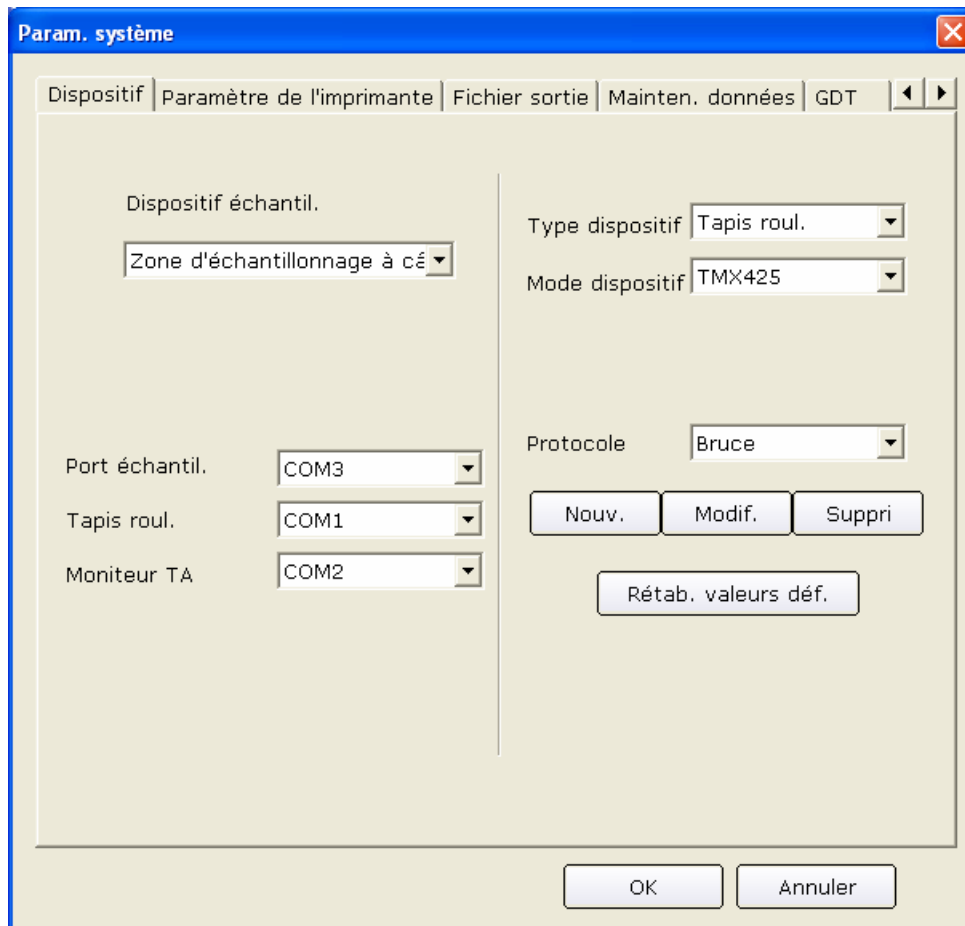 Param. système
Dispositif Paramètre de l'imprimante Fichier sortie Mainten. données GDT
Dispositif échantil.
Zone d'échantillonnage à câ
Port échantil. COM3
Tapis roul. COM1
Moniteur TA COM2
Type dispositif Tapis roul.
Mode dispositif TMX425
Protocole Bruce
Nouv. Modif. Suppri
Rétab. valeurs déf.
OK Annuler